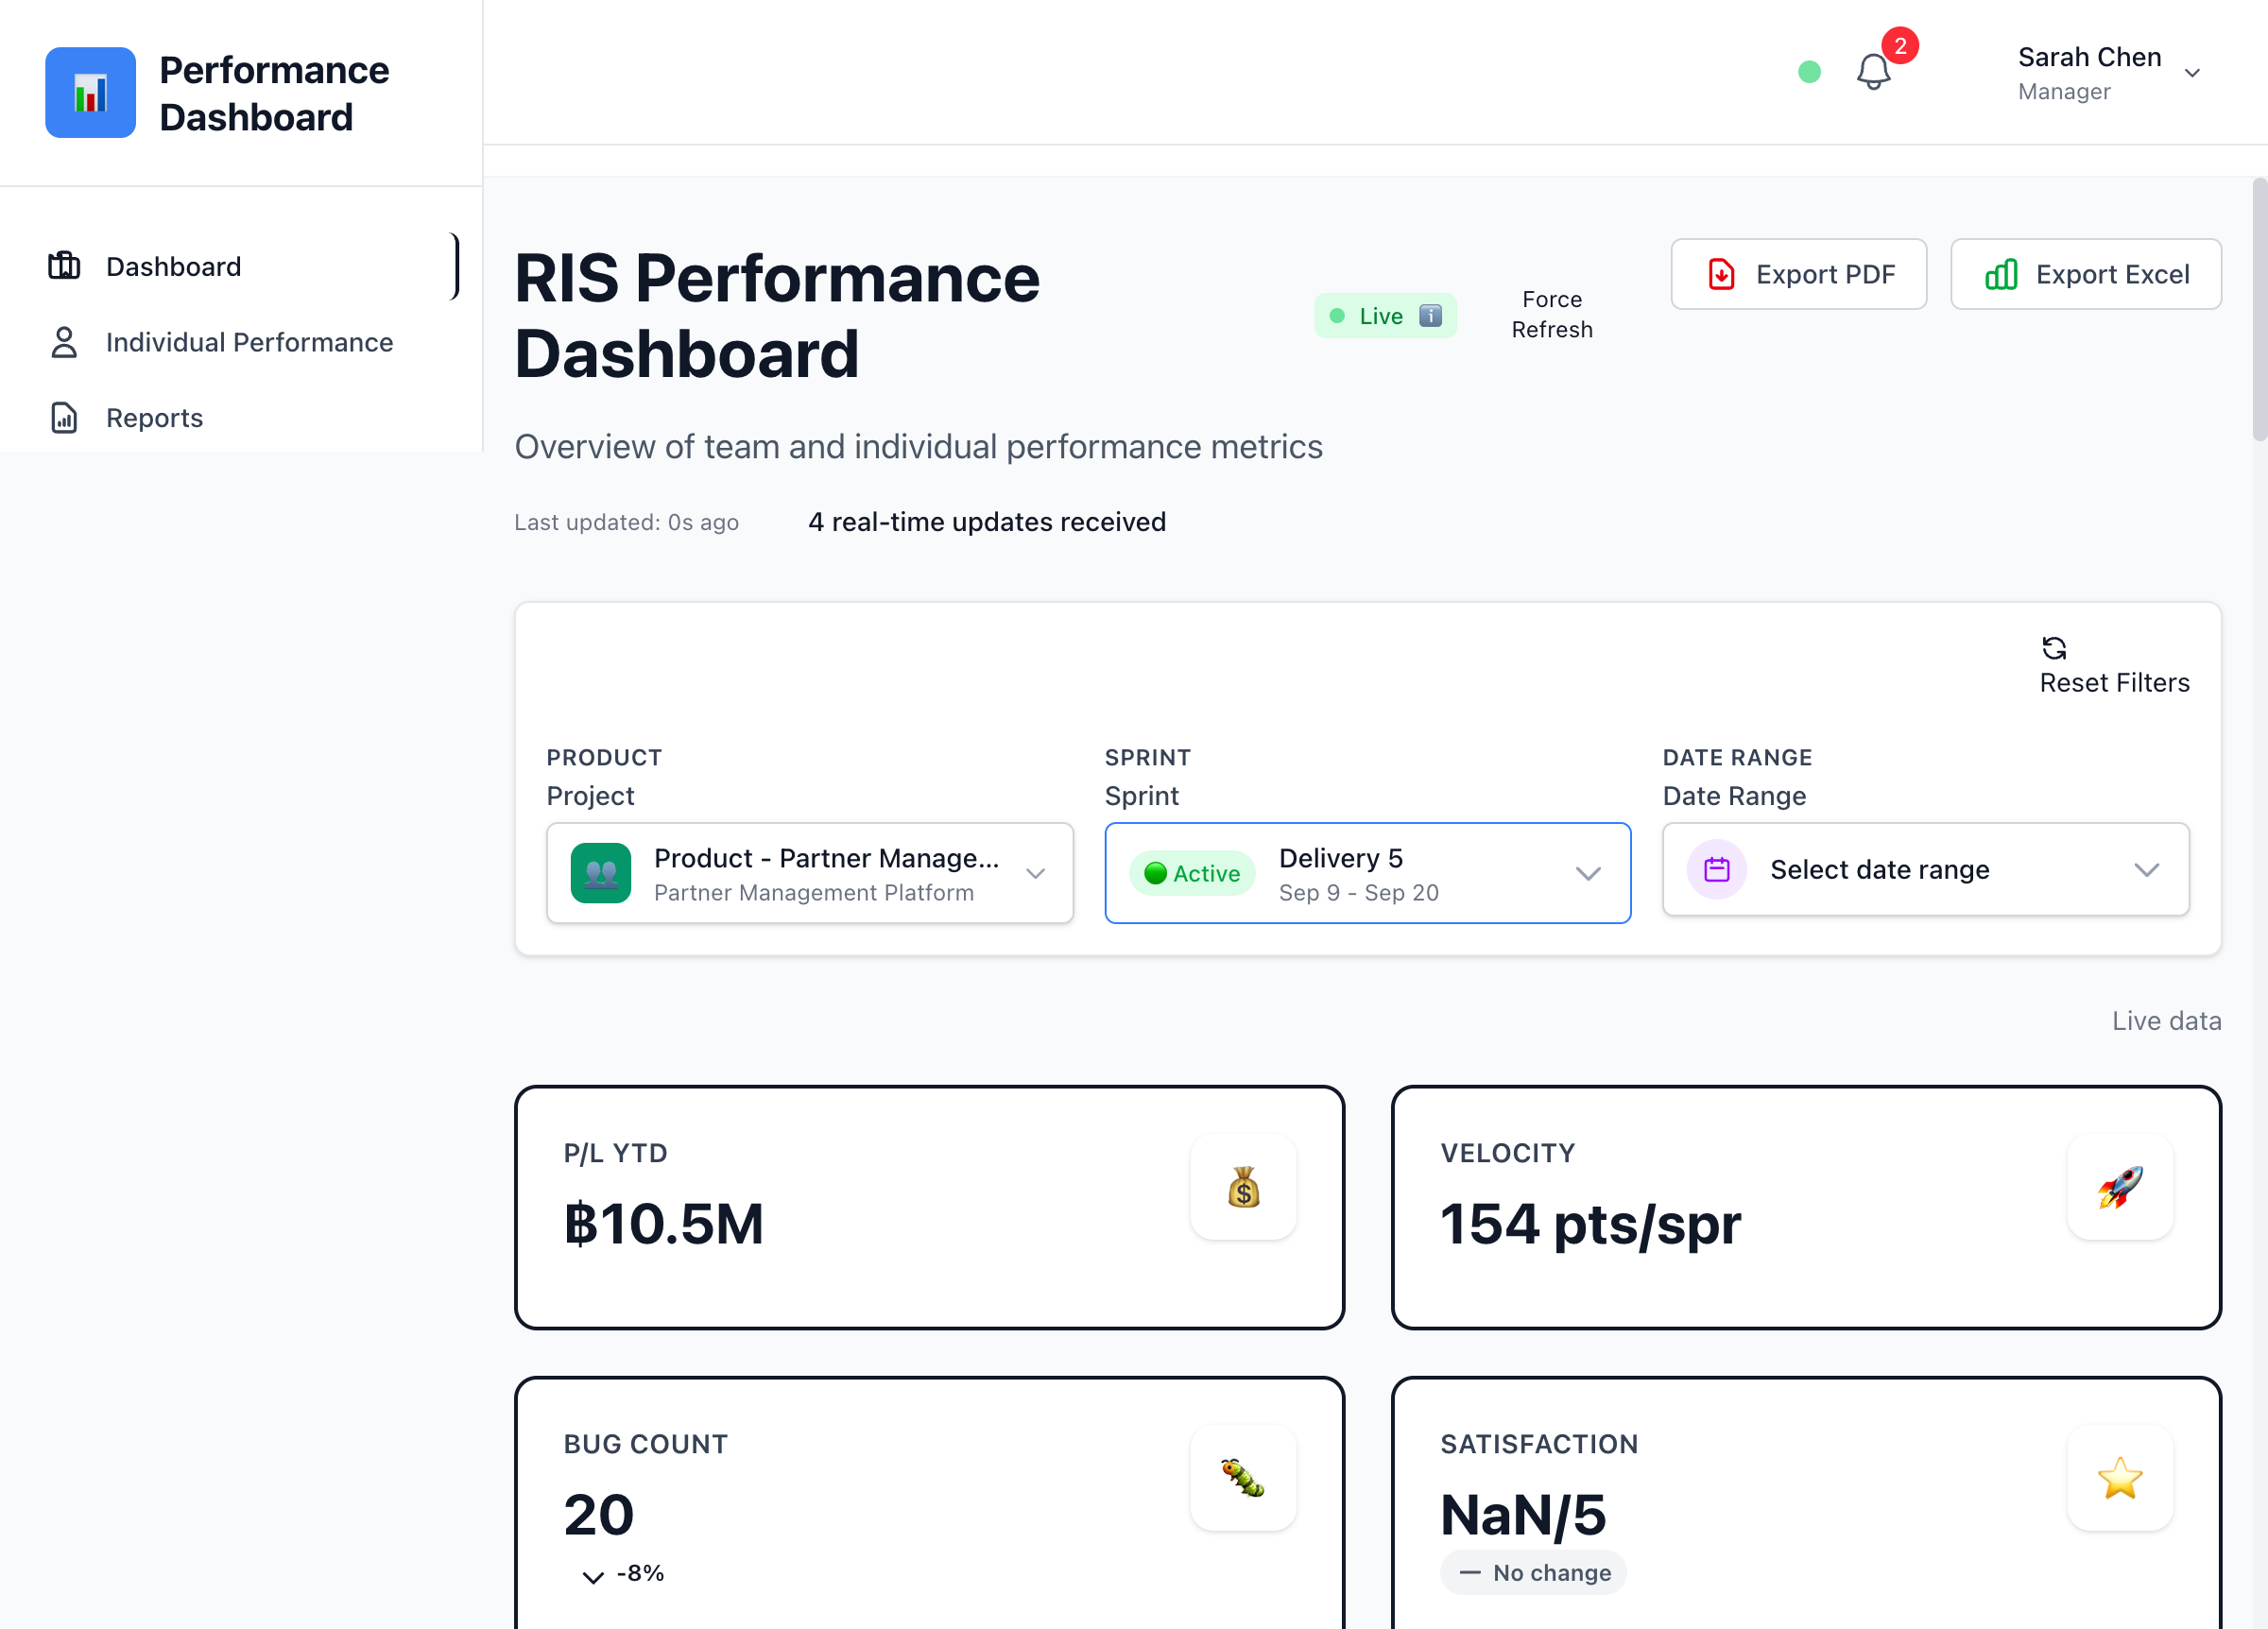 Performance
Dashboard
2
Sarah Chen
Manager
Dashboard
Individual Performance
Reports
RIS Performance
Dashboard
Live
Force
Refresh
Export PDF
Export Excel
Overview of team and individual performance metrics
Last updated: 0s ago
4 real-time updates received
Reset Filters
PRODUCT
Project
Product - Partner Manage...
Partner Management Platform
SPRINT
Sprint
Active
Delivery 5
Sep 9 - Sep 20
DATE RANGE
Date Range
Select date range
Live data
P/L YTD
฿10.5M
VELOCITY
154 pts/spr
BUG COUNT
20
-8%
SATISFACTION
NaN/5
No change